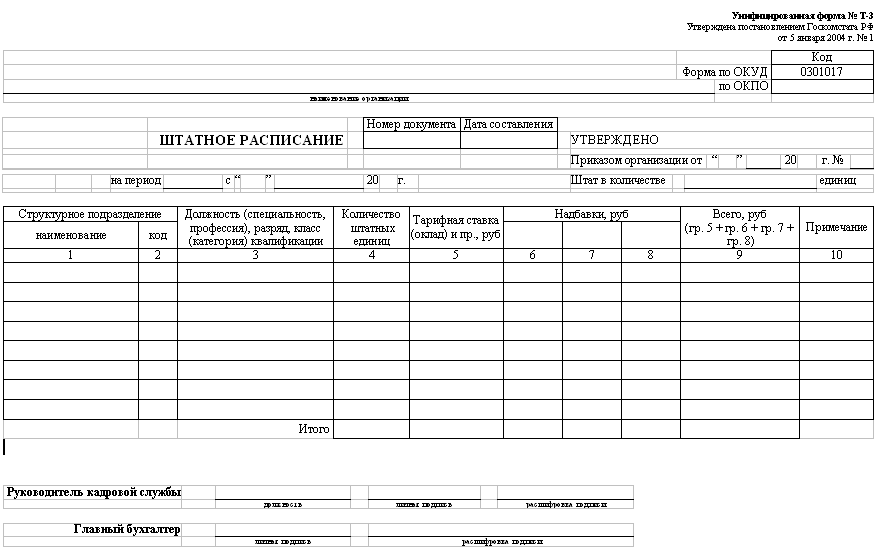 Унифицированная форма № Т-3
Утверждена постановлением Госкомстата РФ
от 5 января 2004 г. № 1
Код
Форма по ОКУД 0301017
по ОКПО
наименование организации
Номер документа Дата составления
ШТАТНОЕ РАСПИСАНИЕ УТВЕРЖДЕНО
Приказом организации от “ ” 20 г. №
на период с “ ” 20 г. Штат в количестве единиц
Структурное подразделение
наименование код
Должность (специальность,
профессия), разряд, класс
(категория) квалификации
Количество
штатных
единиц
Тарифная ставка
(оклад) и пр., руб
Надбавки, руб
Всего, руб
(гр. 5 + гр. 6 + гр. 7 +
гр. 8)
Примечание
1 2 3 4 5 6 7 8 9 10
Итого
Руководитель кадровой службы
должность личная подпись расшифровка подписи
Главный бухгалтер
личная подпись расшифровка подписи